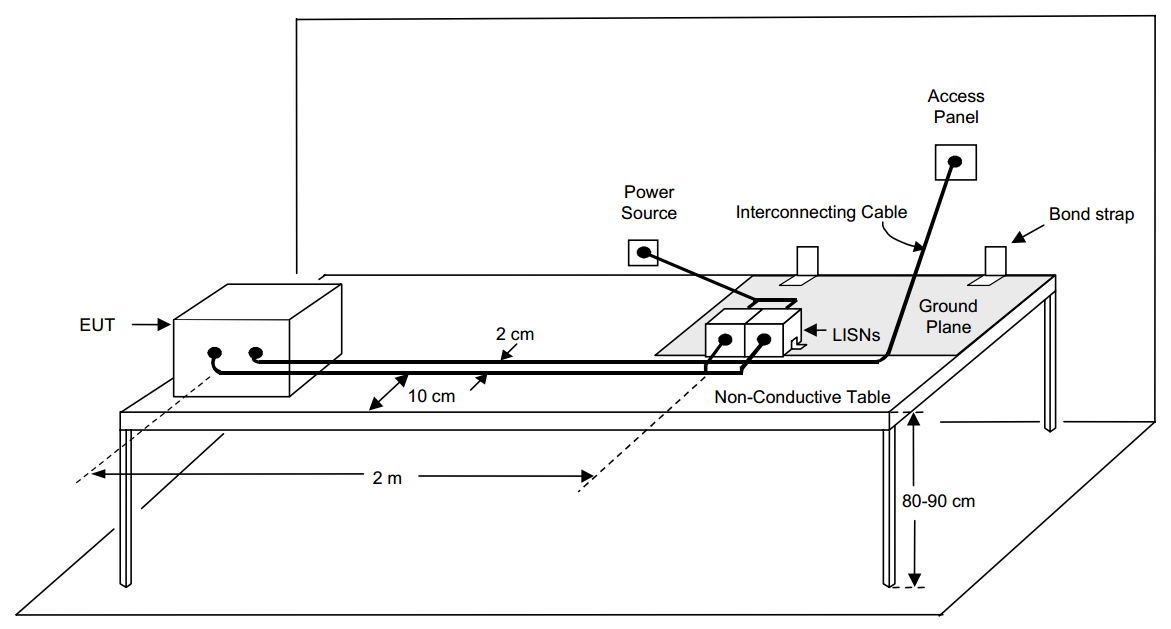 Access
Panel
Power
Source
Interconnecting Cable
Bond strap
Ground
Plane
EUT
2 cm
LISNs
10 cm
Non-Conductive Table
2 m
80-90 cm